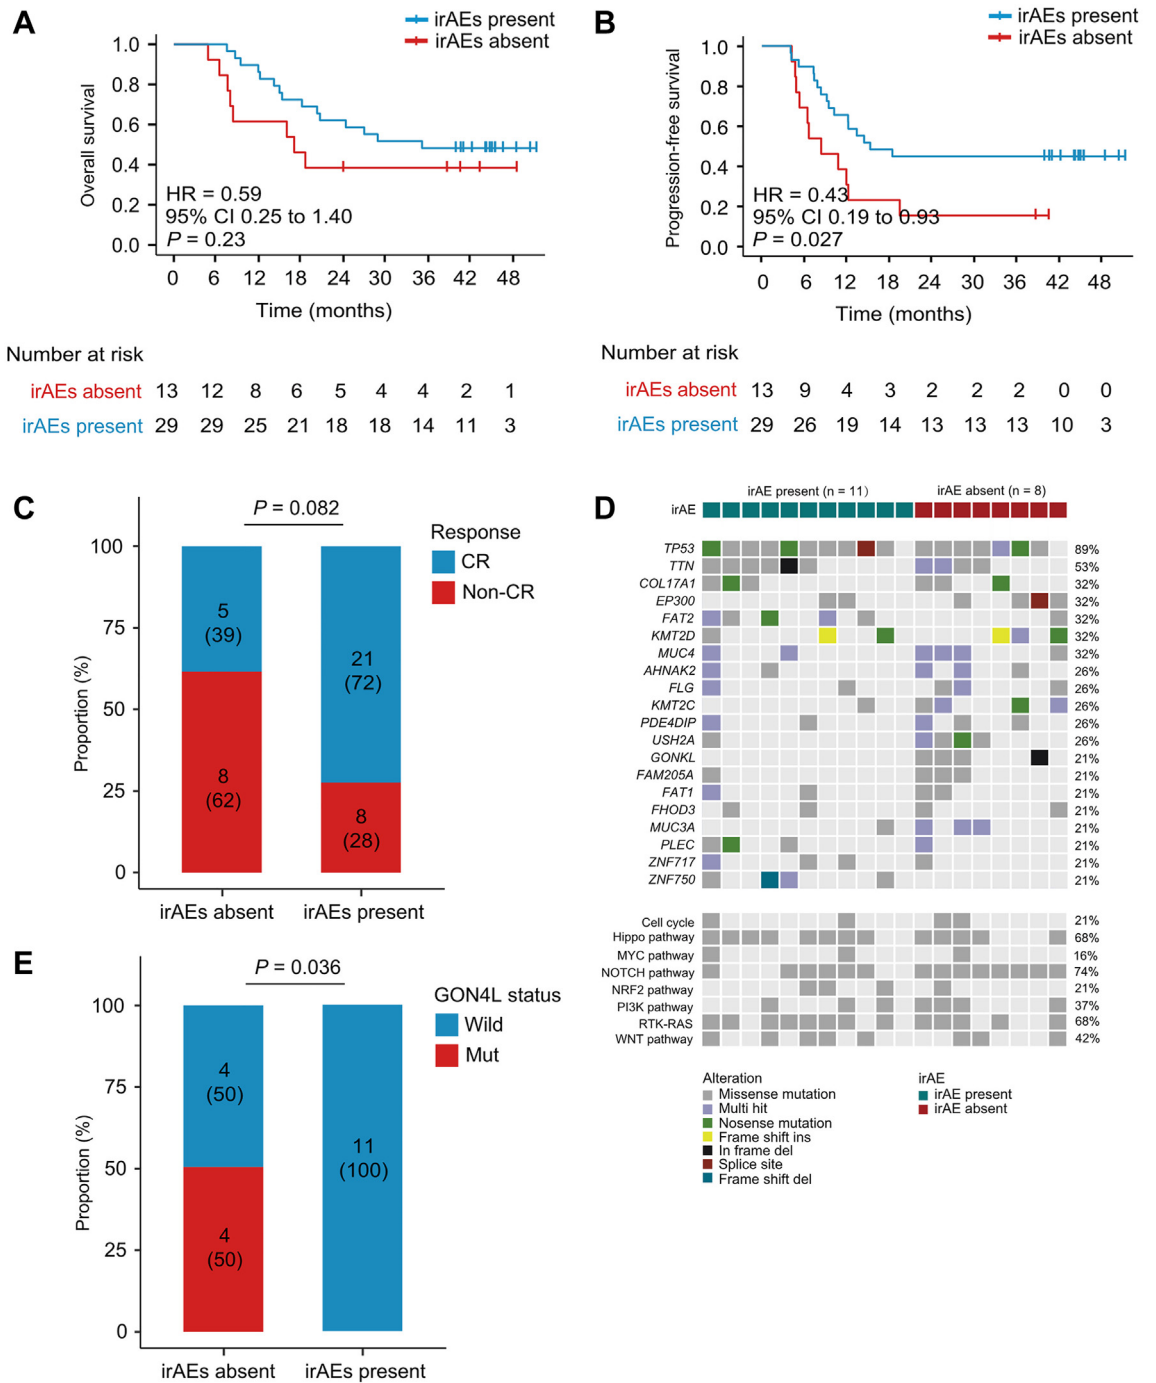 A
irAEs present
irAEs absent
Overall survival
1.0
0.8
0.6
0.4
0.2
0.0
HR = 0.59
95% CI 0.25 to 1.40
P = 0.23
0 6 12 18 24 30 36 42 48
Time (months)
Number at risk
irAEs absent 13 12 8 6 5 4 4 2 1
irAEs present 29 29 25 21 18 18 14 11 3
B
irAEs present
irAEs absent
Progression-free survival
1.0
0.8
0.6
0.4
0.2
0.0
HR = 0.43
95% CI 0.19 to 0.93
P = 0.027
0 6 12 18 24 30 36 42 48
Time (months)
Number at risk
irAEs absent 13 9 4 3 2 2 2 0 0
irAEs present 29 26 19 14 13 13 13 10 3
C
P = 0.082
Response
CR
Non-CR
Proportion (%)
100
75
50
25
0
5
(39)
8
(62)
21
(72)
8
(28)
irAEs absent irAEs present
D
irAE present (n = 11) irAE absent (n = 8)
irAE
TP53 89%
TTN 53%
COL17A1 32%
EP300 32%
FAT2 32%
KMT2D 32%
MUC4 32%
AHNAK2 26%
FLG 26%
KMT2C 26%
PDE4DIP 26%
USH2A 26%
GONKL 21%
FAM205A 21%
FAT1 21%
FHOD3 21%
MUC3A 21%
PLEC 21%
ZNF717 21%
ZNF750 21%
Cell cycle 21%
Hippo pathway 68%
MYC pathway 16%
NOTCH pathway 74%
NRF2 pathway 21%
PI3K pathway 37%
RTK-RAS 68%
WNT pathway 42%
Alteration
Missense mutation
Multi hit
Nosense mutation
Frame shift ins
In frame del
Splice site
Frame shift del
irAE
irAE present
irAE absent
E
P = 0.036
GON4L status
Wild
Mut
Proportion (%)
100
75
50
25
0
4
(50)
4
(50)
11
(100)
irAEs absent irAEs present